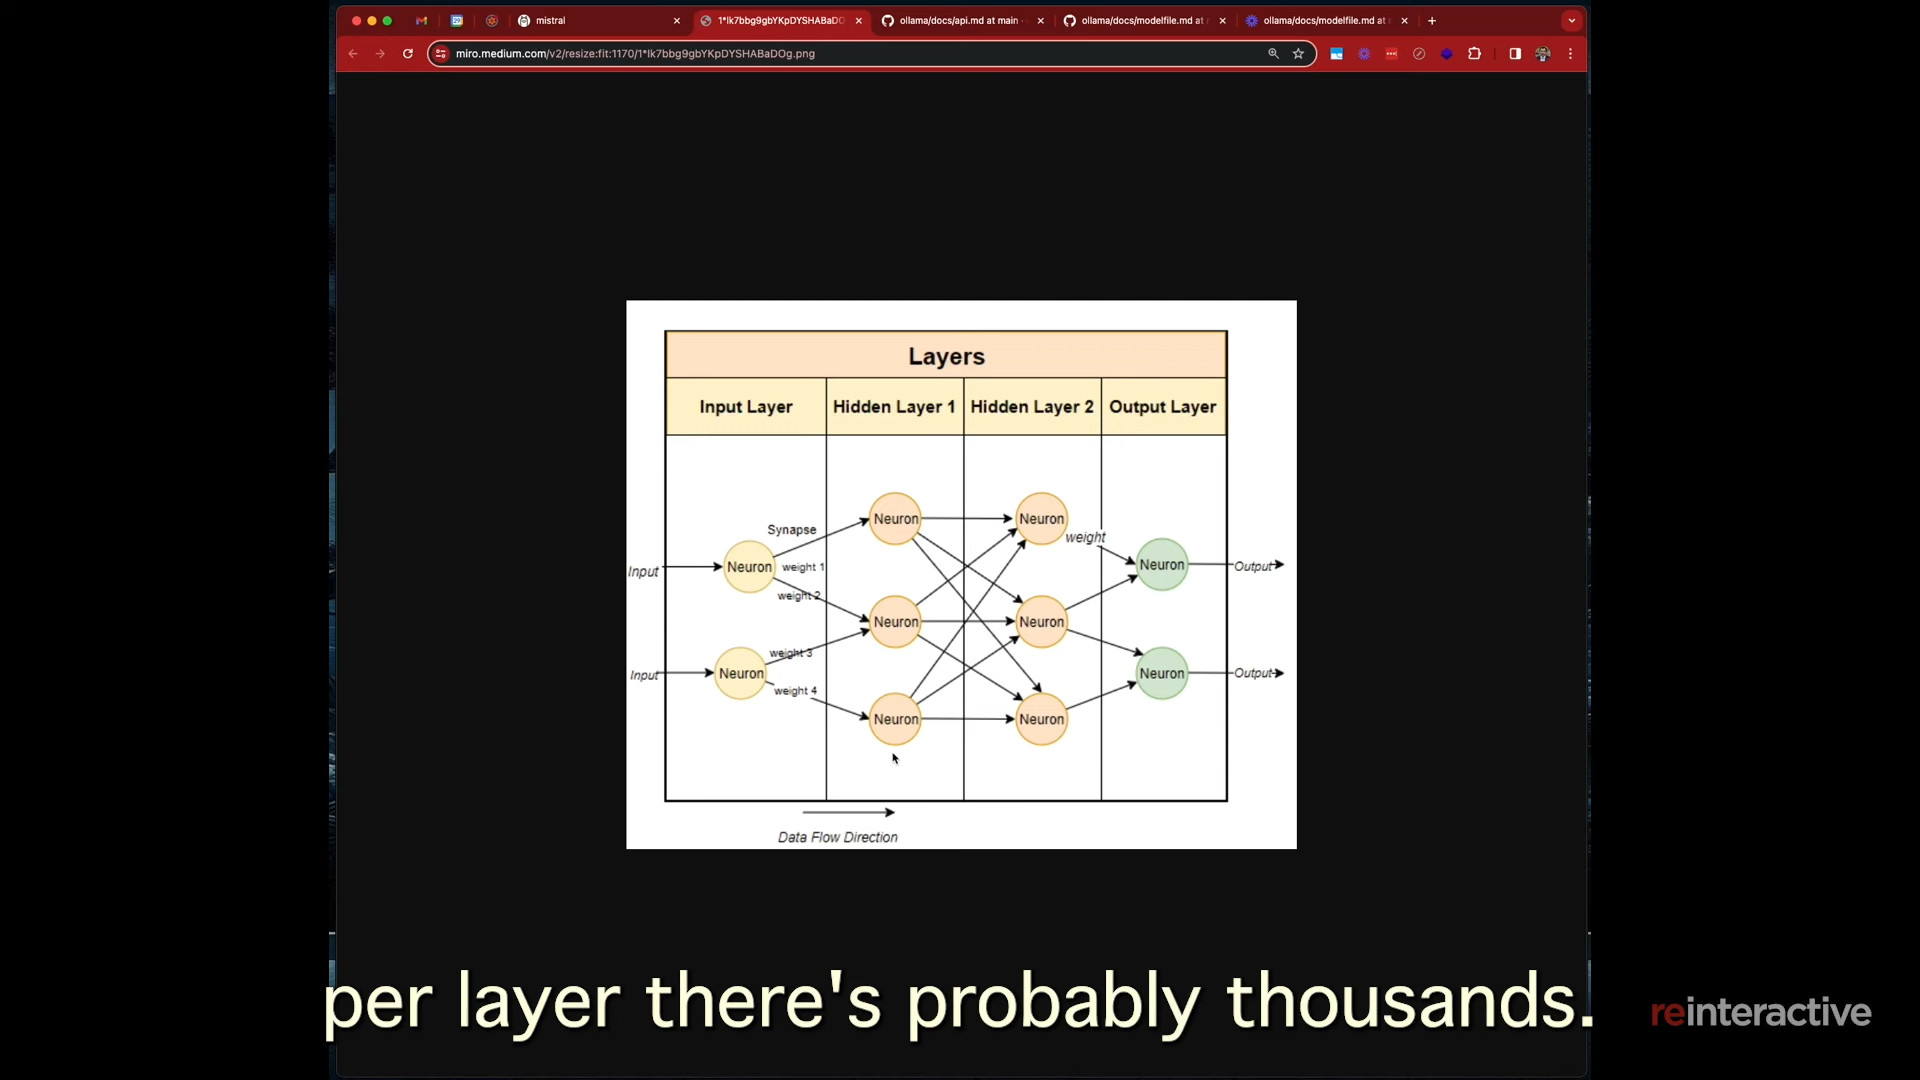 mistral
1*lk7bbg9gbYKpDYSHABaDO
ollama/docs/api.md at main
ollama/docs/modelfile.md at
ollama/docs/modelfile.md at
miro.medium.com/v2/resize:fit:1170/1*lk7bbg9gbYKpDYSHABaDOg.png
Layers
Input Layer
Hidden Layer 1
Hidden Layer 2
Output Layer
Neuron
Neuron
Synapse
weight
Input
Neuron
weight 1
Neuron
Output
weight 2
Neuron
Neuron
weight 3
Input
Neuron
Neuron
Output
weight 4
Neuron
Neuron
Data Flow Direction
per layer there's probably thousands.
reinteractive